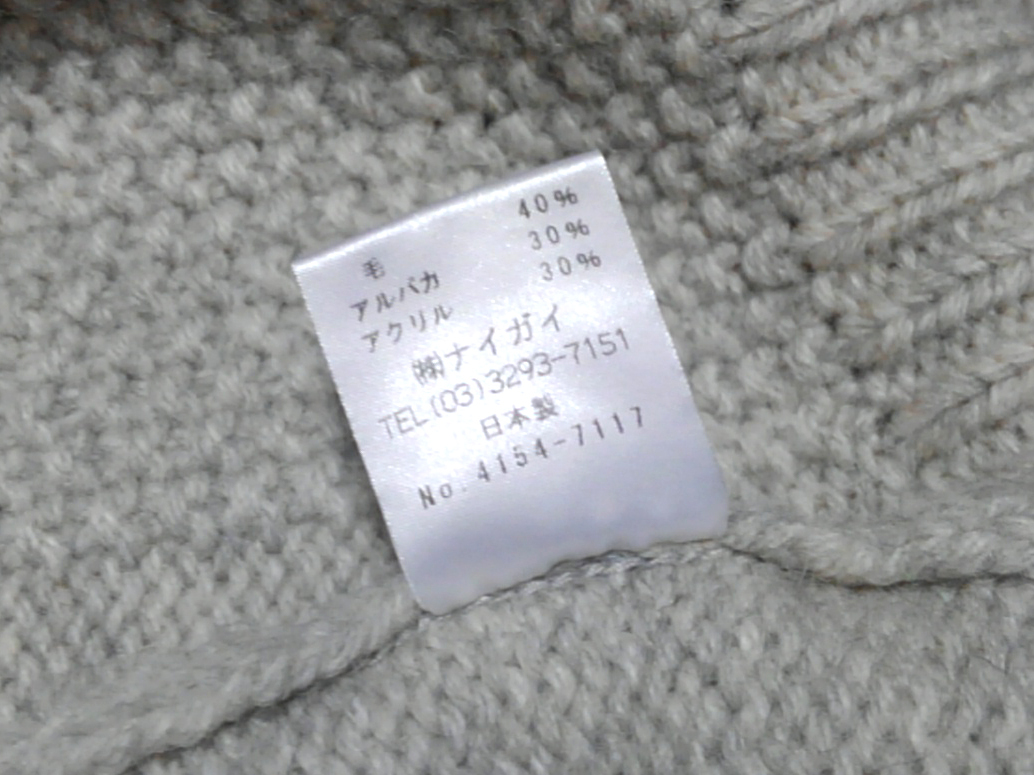 毛 40%
アルパカ 30%
アクリル 30%
㈱ナイガイ
TEL(03)3293-7151
日本製
No.4154-7117